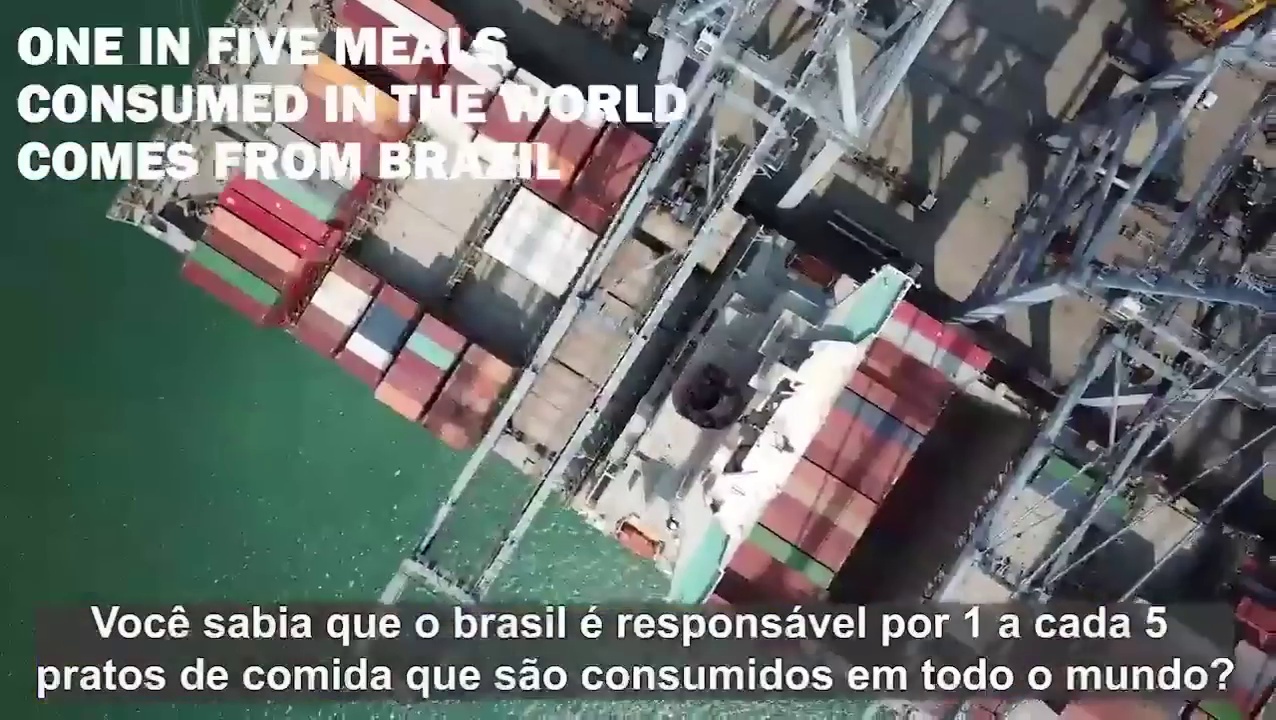 ONE IN FIVE MEALS
CONSUMED IN THE WORLD
COMES FROM BRAZIL
Você sabia que o brasil é responsável por 1 a cada 5
pratos de comida que são consumidos em todo o mundo?